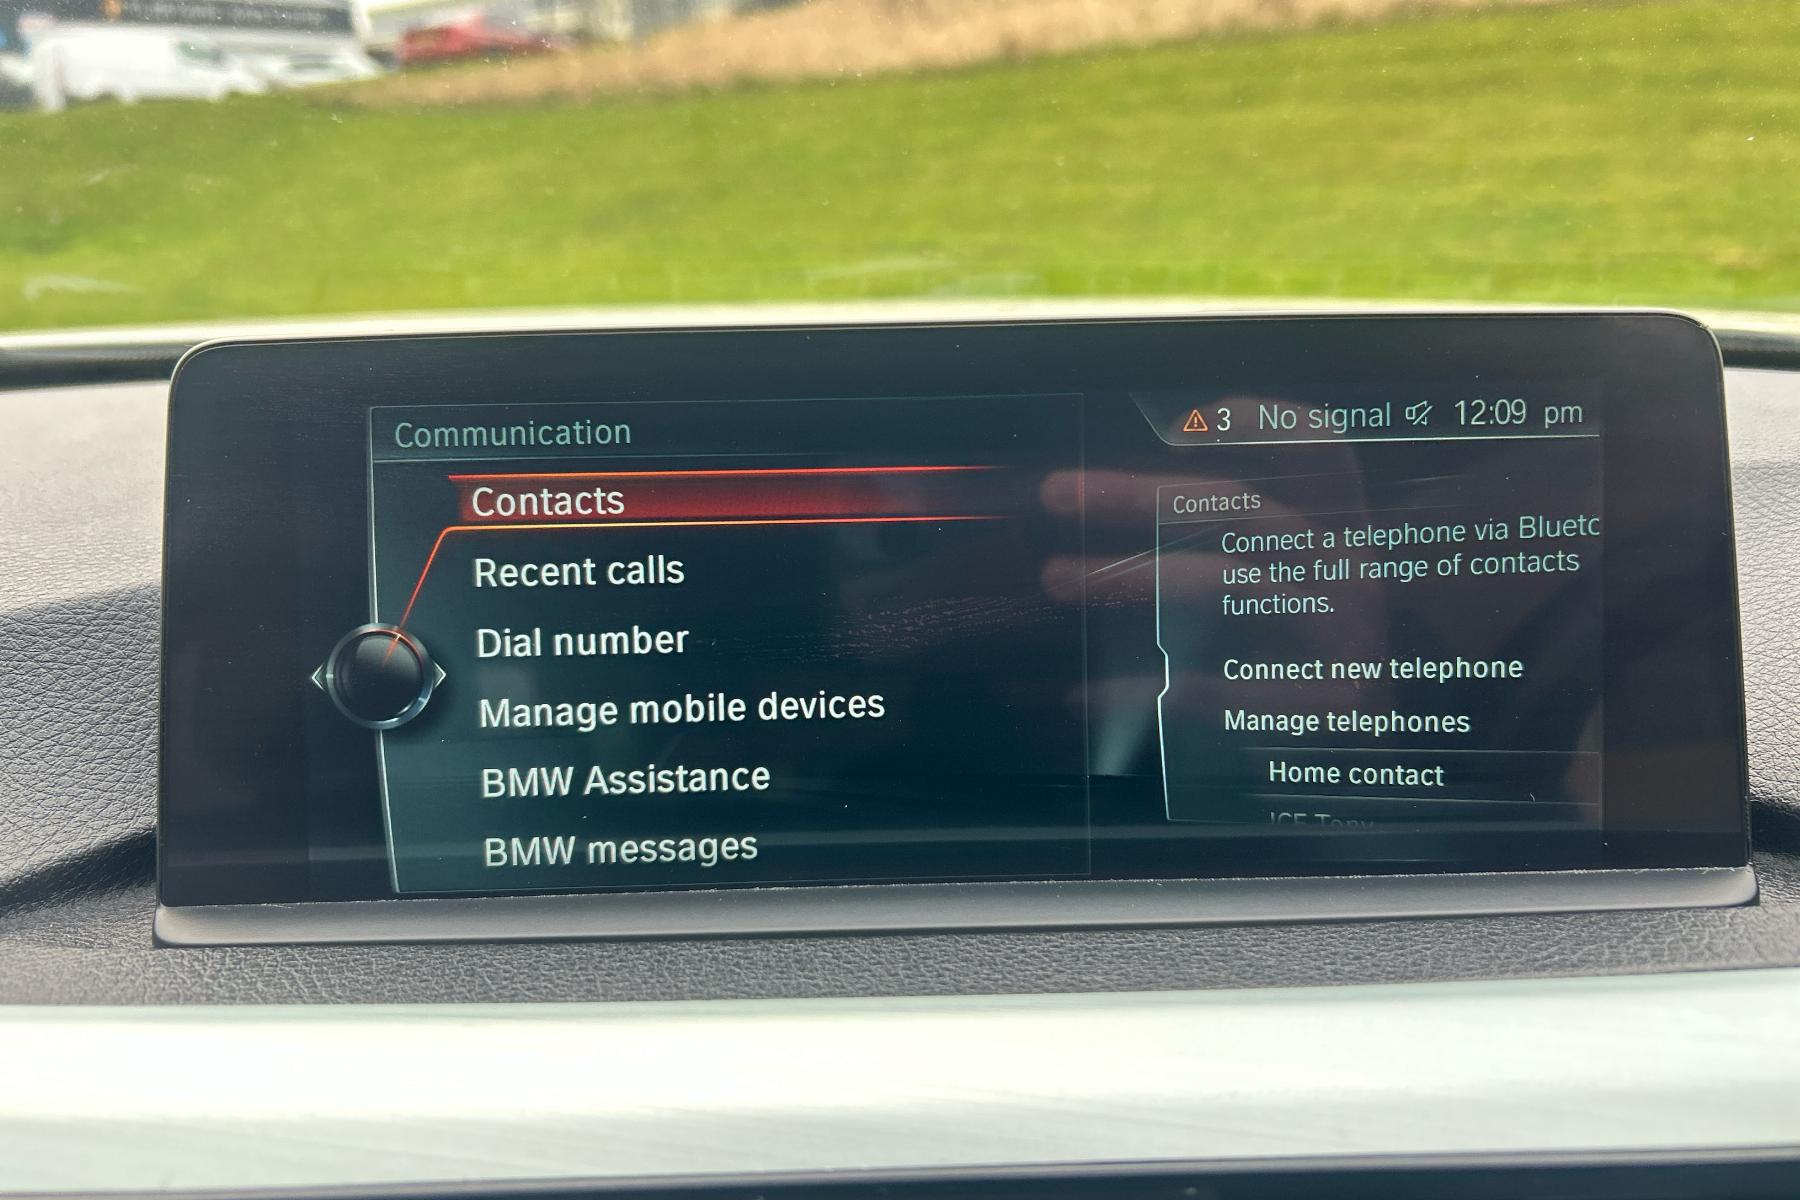 Communication
3 No signal 12:09 pm
Contacts
Recent calls
Dial number
Manage mobile devices
BMW Assistance
BMW messages
Contacts
Connect a telephone via Bluetc
use the full range of contacts
functions.
Connect new telephone
Manage telephones
Home contact
ICE Tony